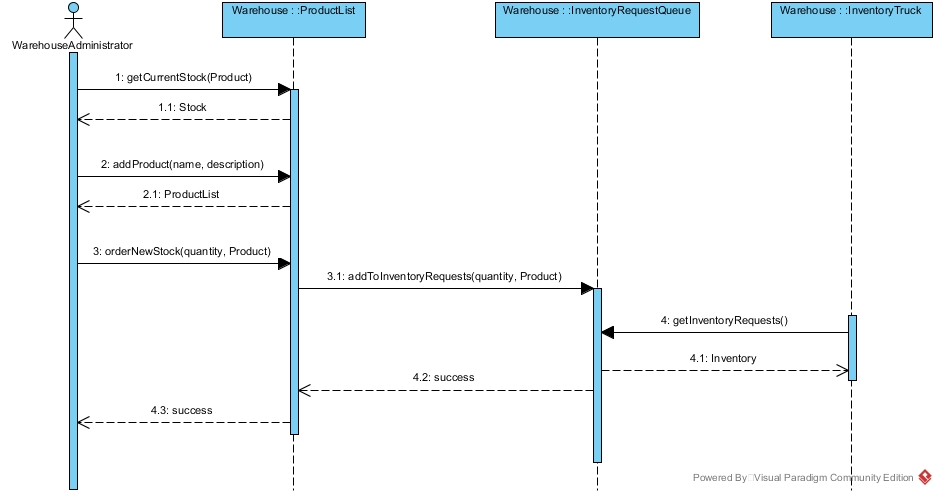 Warehouse : :ProductList
Warehouse : :InventoryRequestQueue
Warehouse : :InventoryTruck
WarehouseAdministrator
1: getCurrentStock(Product)
1.1: Stock
2: addProduct(name, description)
2.1: ProductList
3: orderNewStock(quantity, Product)
3.1: addToInventoryRequests(quantity, Product)
4: getInventoryRequests()
4.1: Inventory
4.2: success
4.3: success
Powered By Visual Paradigm Community Edition